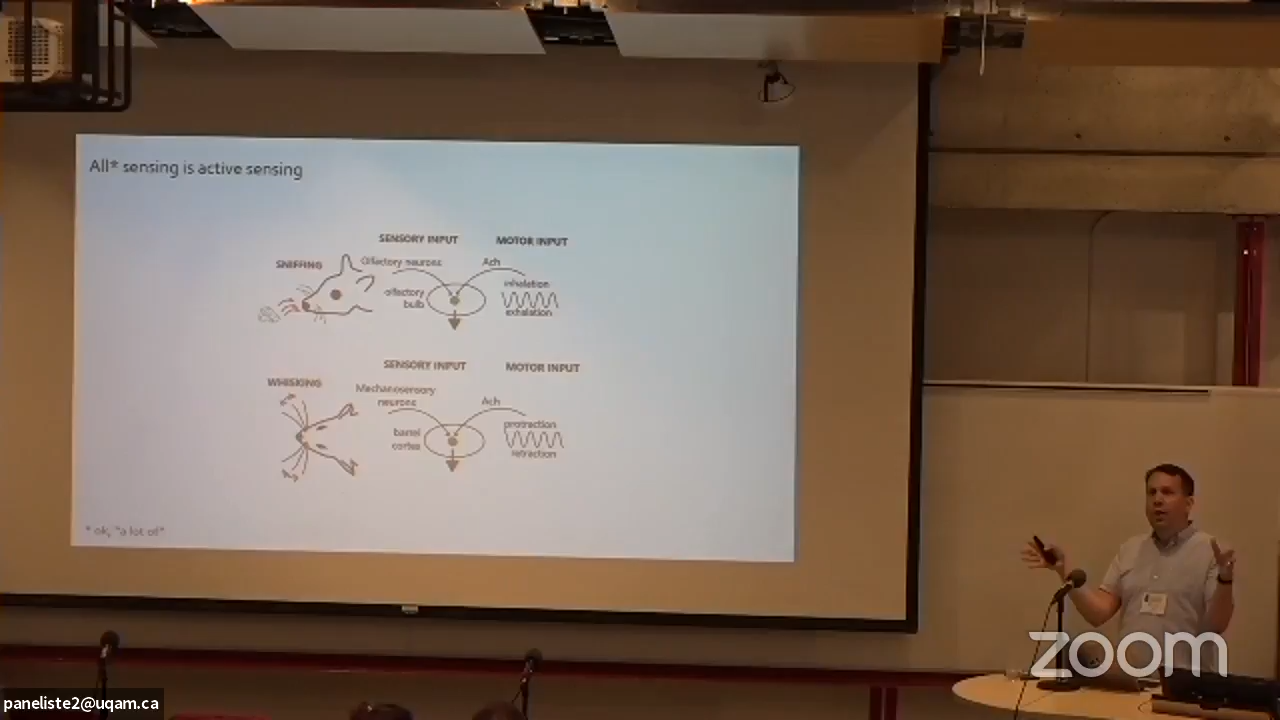 All* sensing is active sensing
SENSORY INPUT
MOTOR INPUT
SNIFFING
Olfactory neurons
Ach
olfactory
bulb
inhalation
exhalation
SENSORY INPUT
MOTOR INPUT
WHISKING
Mechanosensory
neurons
Ach
barrel
cortex
protraction
retraction
* ok, "a lot of"
zoom
paneliste2@uqam.ca